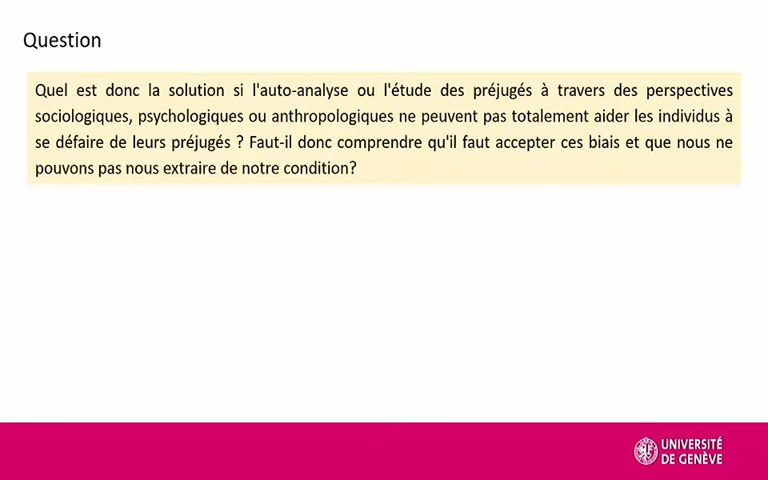 Question
Quel est donc la solution si l'auto-analyse ou l'étude des préjugés à travers des perspectives
sociologiques, psychologiques ou anthropologiques ne peuvent pas totalement aider les individus à
se défaire de leurs préjugés ? Faut-il donc comprendre qu'il faut accepter ces biais et que nous ne
pouvons pas nous extraire de notre condition?
UNIVERSITÉ
DE GENÈVE